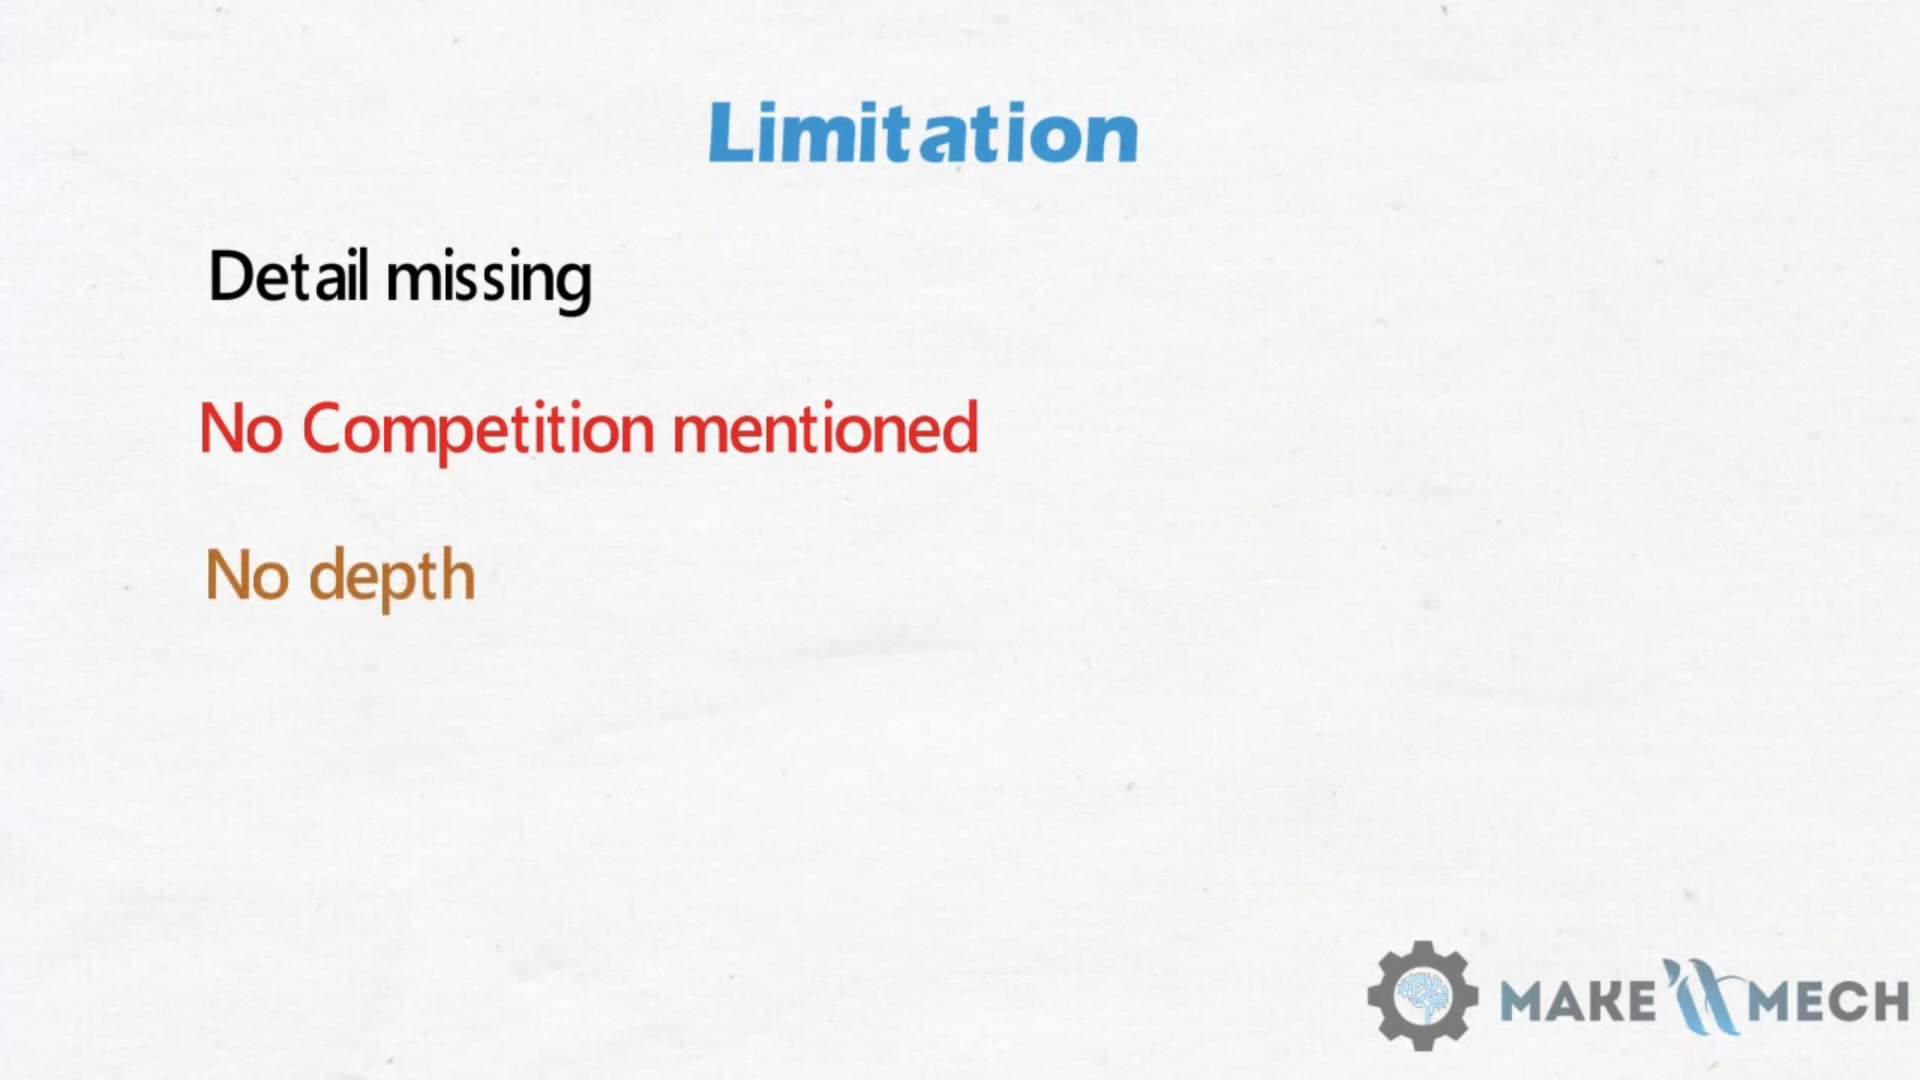 Limitation
Detail missing
No Competition mentioned
No depth
MAKE MECH